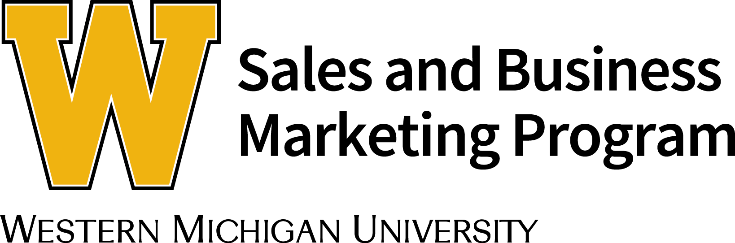 W Sales and Business
Marketing Program
WESTERN MICHIGAN UNIVERSITY